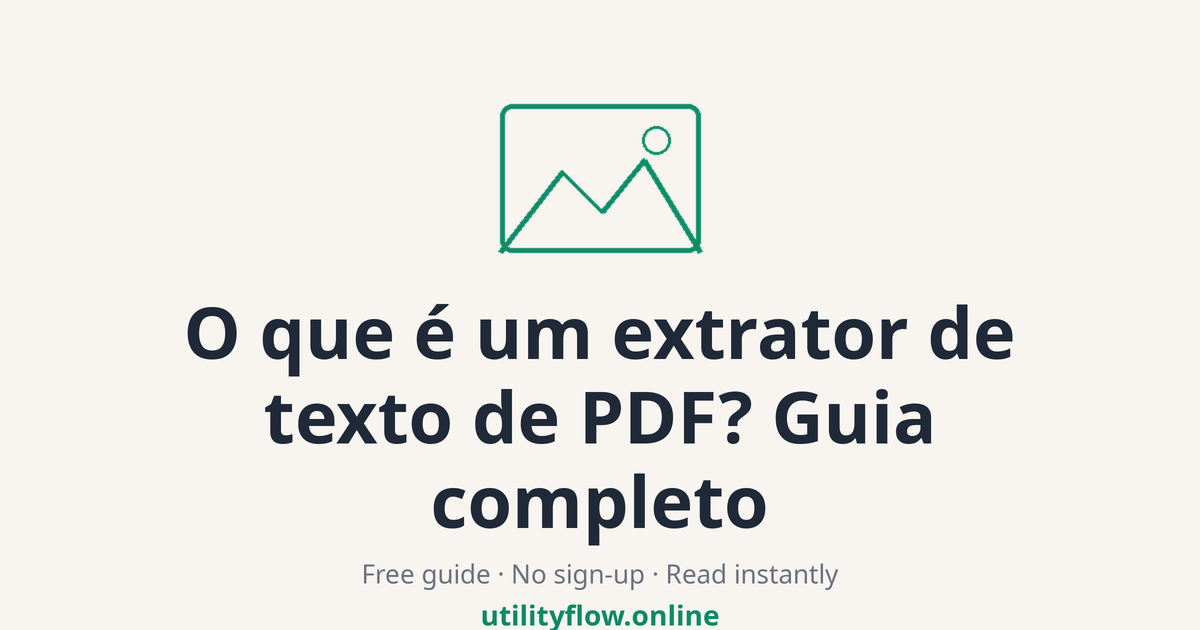 O que é um extrator de
texto de PDF? Guia
completo
Free guide · No sign-up · Read instantly
utilityflow.online